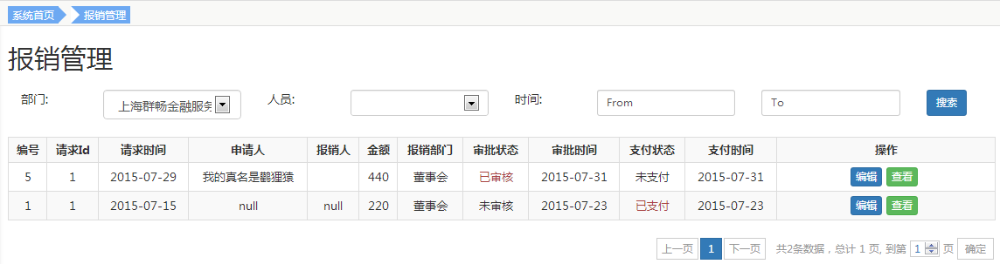 系统首页 报销管理
报销管理
部门: 上海群畅金融服务 人员: 时间: From To 搜索
编号 请求Id 请求时间 申请人 报销人 金额 报销部门 审批状态 审批时间 支付状态 支付时间 操作
5 1 2015-07-29 我的真名是鹳狸猿 440 董事会 已审核 2015-07-31 未支付 2015-07-31 编辑 查看
1 1 2015-07-15 null null 220 董事会 未审核 2015-07-23 已支付 2015-07-23 编辑 查看
上一页 1 下一页 共2条数据，总计 1 页, 到第 1 页 确定